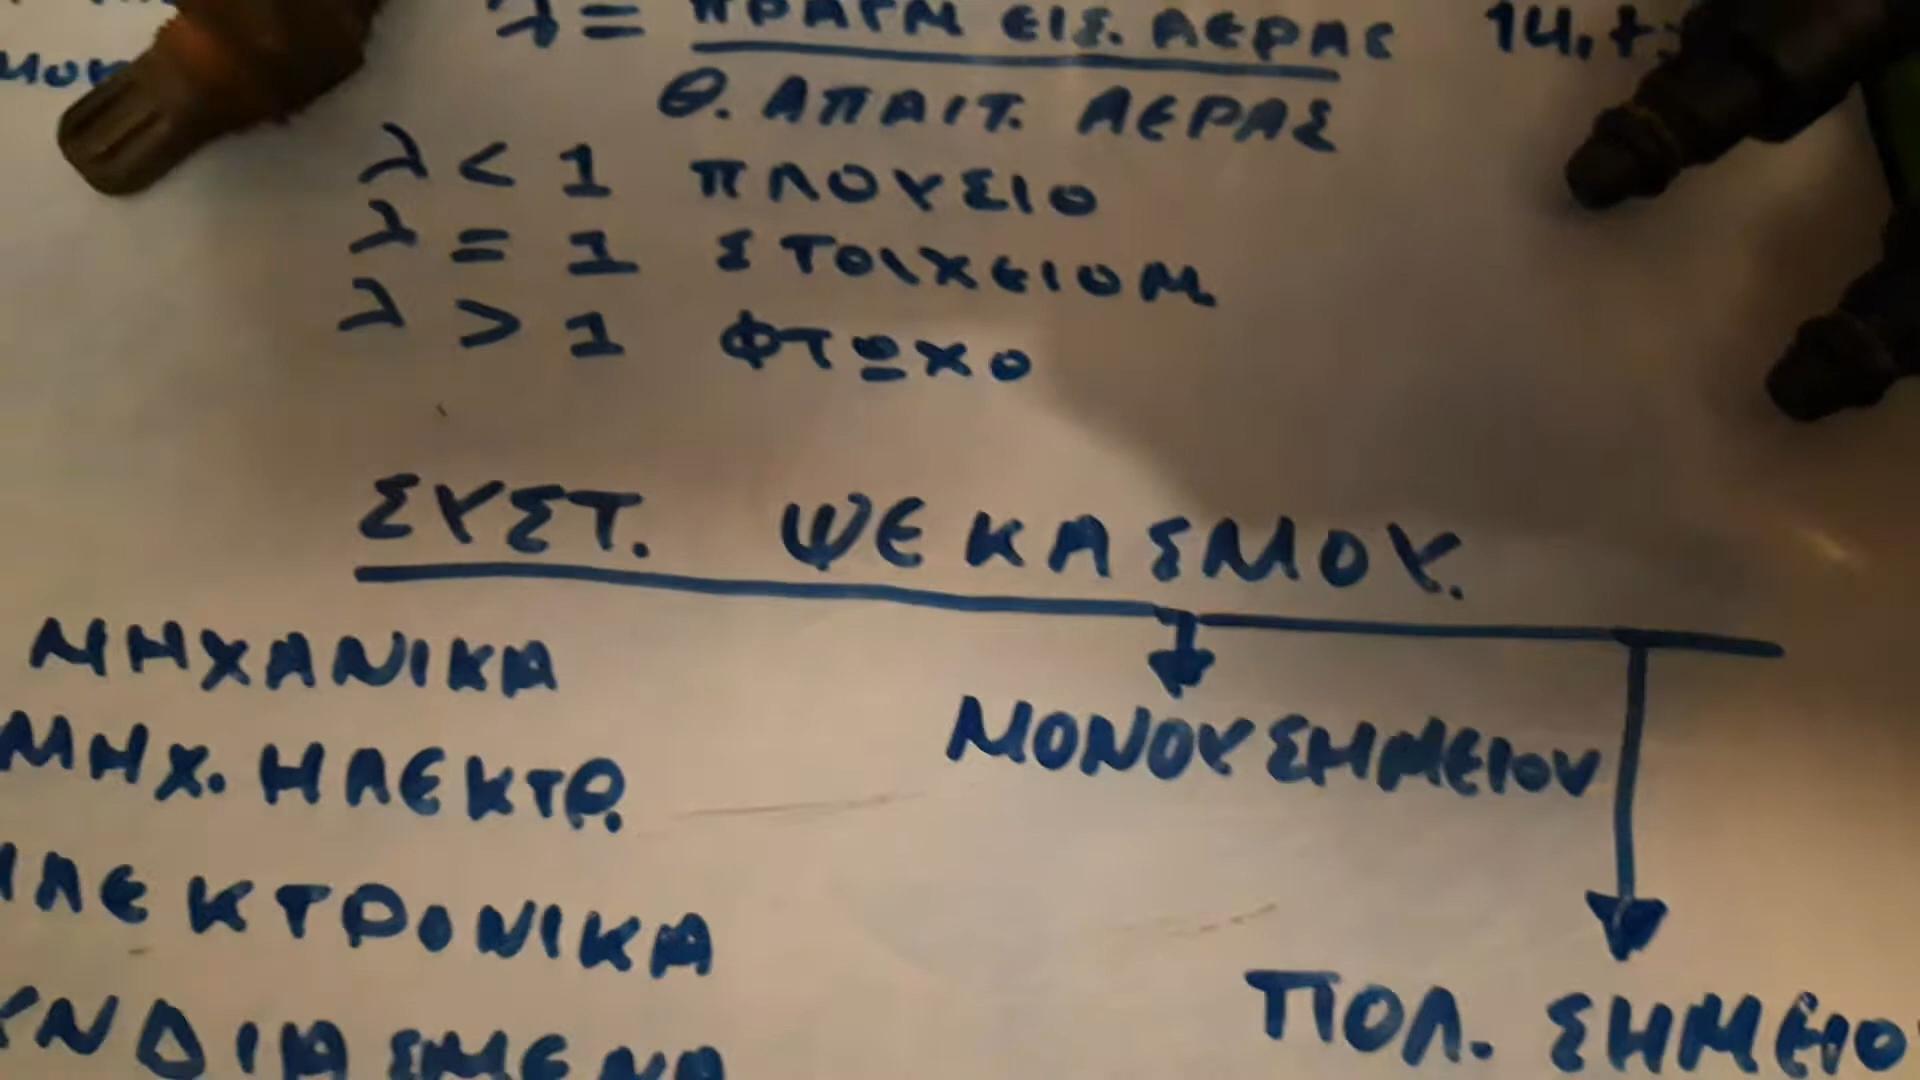 λ = ΠΡΑΓΜ ΕΙΣ. ΑΕΡΑΣ
Θ. ΑΠΑΙΤ. ΑΕΡΑΣ
λ < 1 ΠΛΟΥΣΙΟ
λ = 1 ΣΤΟΙΧΕΙΟΜ
λ > 1 ΦΤΩΧΟ
ΣΥΣΤ. ΨΕΚΑΣΜΟΥ.
ΜΗΧΑΝΙΚΑ
ΜΟΝΟΥ ΣΗΜΕΙΟΥ
ΜΗΧ. ΗΛΕΚΤΡ.
ΗΛΕΚΤΡΟΝΙΚΑ
ΠΟΛ. ΣΗΜΕΙΟ
ΥΝΔΙΑΣΜΕΝΑ